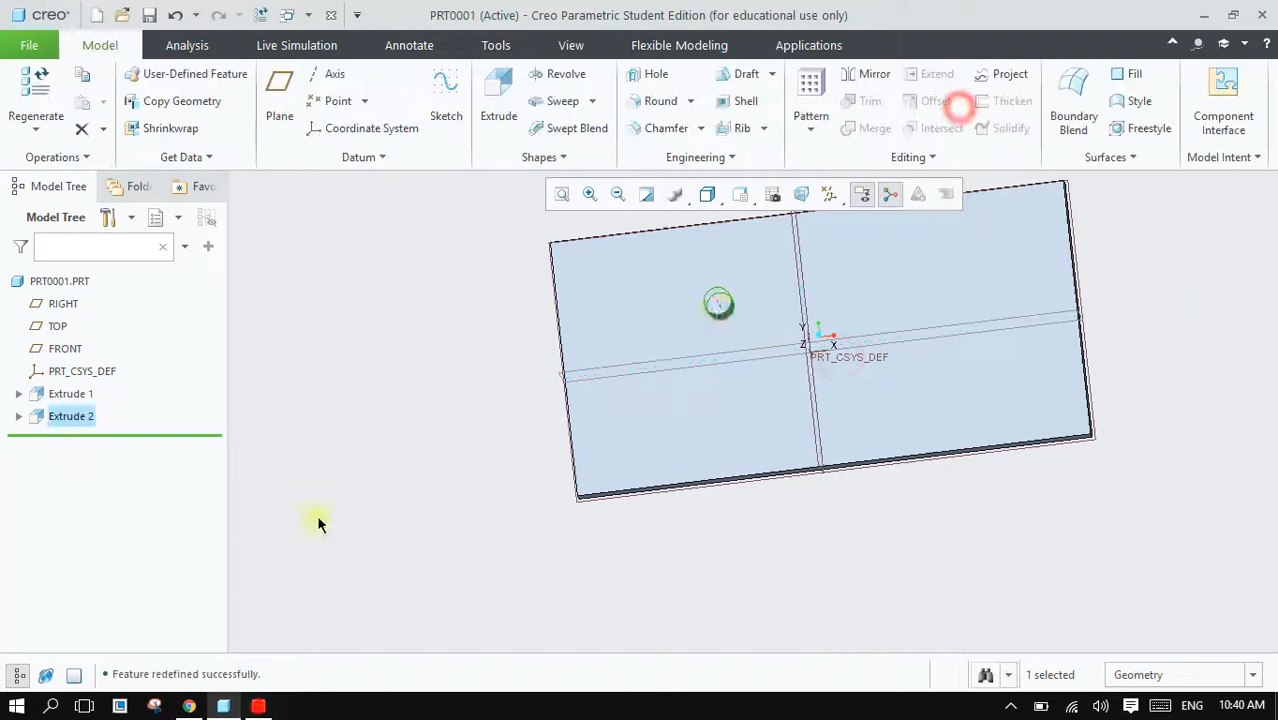 creo
PRT0001 (Active) - Creo Parametric Student Edition (for educational use only)
File Model Analysis Live Simulation Annotate Tools View Flexible Modeling Applications
User-Defined Feature Axis Revolve Hole Draft Mirror Extend Project Fill
Copy Geometry Point Sweep Round Shell Trim Offset Thicken Style
Regenerate Plane Sketch Extrude Pattern Boundary Blend Component Interface
Shrinkwrap Coordinate System Swept Blend Chamfer Rib Merge Intersect Solidify Freestyle
Operations Get Data Datum Shapes Engineering Editing Surfaces Model Intent
Model Tree Fold Favo
Model Tree
PRT0001.PRT
RIGHT
TOP
FRONT
PRT_CSYS_DEF
Extrude 1
Extrude 2
Y
Z X
PRT_CSYS_DEF
• Feature redefined successfully. 1 selected Geometry
ENG 10:40 AM